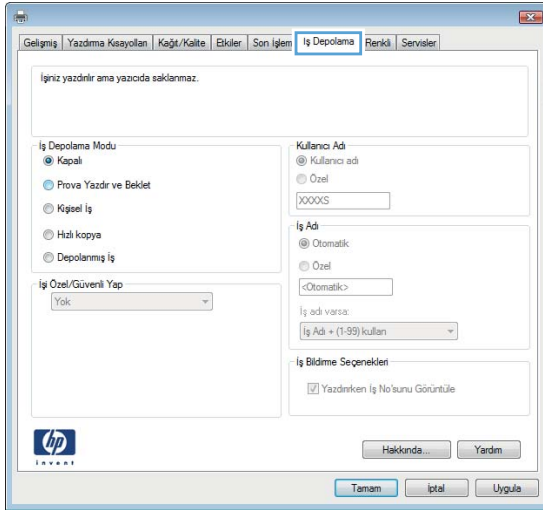 Gelişmiş Yazdırma Kısayolları Kağıt/Kalite Etkiler Son İşlem İş Depolama Renkli Servisler
İşiniz yazdırılır ama yazıcıda saklanmaz.
İş Depolama Modu
Kapalı
Prova Yazdır ve Beklet
Kişisel İş
Hızlı kopya
Depolanmış İş
İşi Özel/Güvenli Yap
Yok
Kullanıcı Adı
Kullanıcı adı
Özel
XXXXS
İş Adı
Otomatik
Özel
<Otomatik>
İş adı varsa:
İş Adı + (1-99) kullan
İş Bildirme Seçenekleri
Yazdırırken İş No'sunu Görüntüle
hp
invent
Hakkında... Yardım
Tamam İptal Uygula